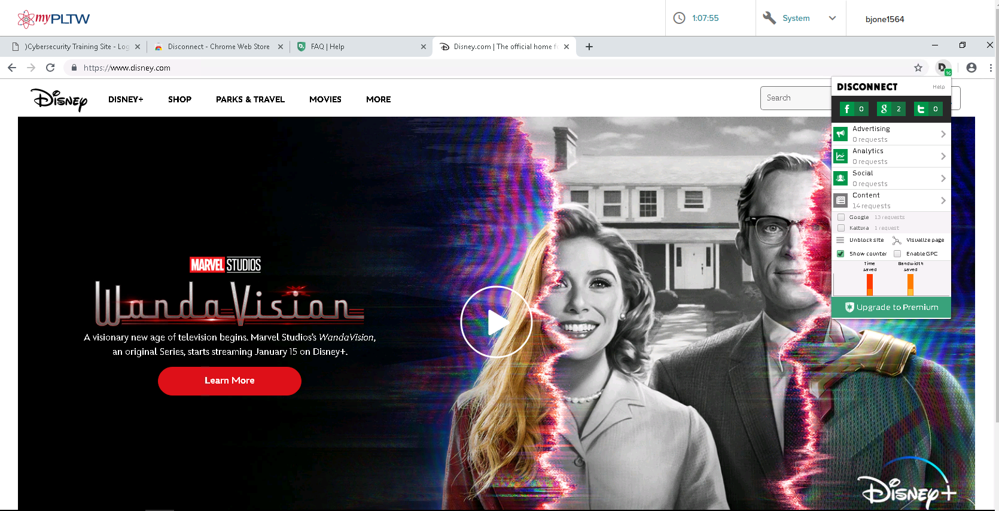 myPLTW
1:07:55
System
bjone1564
)Cybersecurity Training Site - Log
Disconnect - Chrome Web Store
FAQ | Help
Disney.com | The official home f
https://www.disney.com
16
Disney
DISNEY+
SHOP
PARKS & TRAVEL
MOVIES
MORE
Search
DISCONNECT
Help
f 0
g 2
t 0
Advertising
0 requests
Analytics
0 requests
Social
0 requests
Content
14 requests
Google 13 requests
Kaltura 1 request
Unblock site
Visualize page
Show counter
Enable GPC
Time saved
Bandwidth saved
Upgrade to Premium
MARVEL STUDIOS
WandaVision
A visionary new age of television begins. Marvel Studios's WandaVision,
an original Series, starts streaming January 15 on Disney+.
Learn More
Disney+